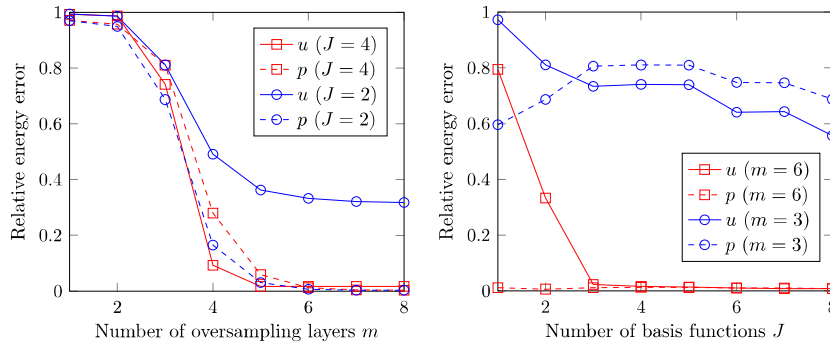 1
0.8
0.6
0.4
0.2
0
2
4
6
8
Relative energy error
Number of oversampling layers m
u (J = 4)
p (J = 4)
u (J = 2)
p (J = 2)
1
0.8
0.6
0.4
0.2
0
2
4
6
8
Relative energy error
Number of basis functions J
u (m = 6)
p (m = 6)
u (m = 3)
p (m = 3)